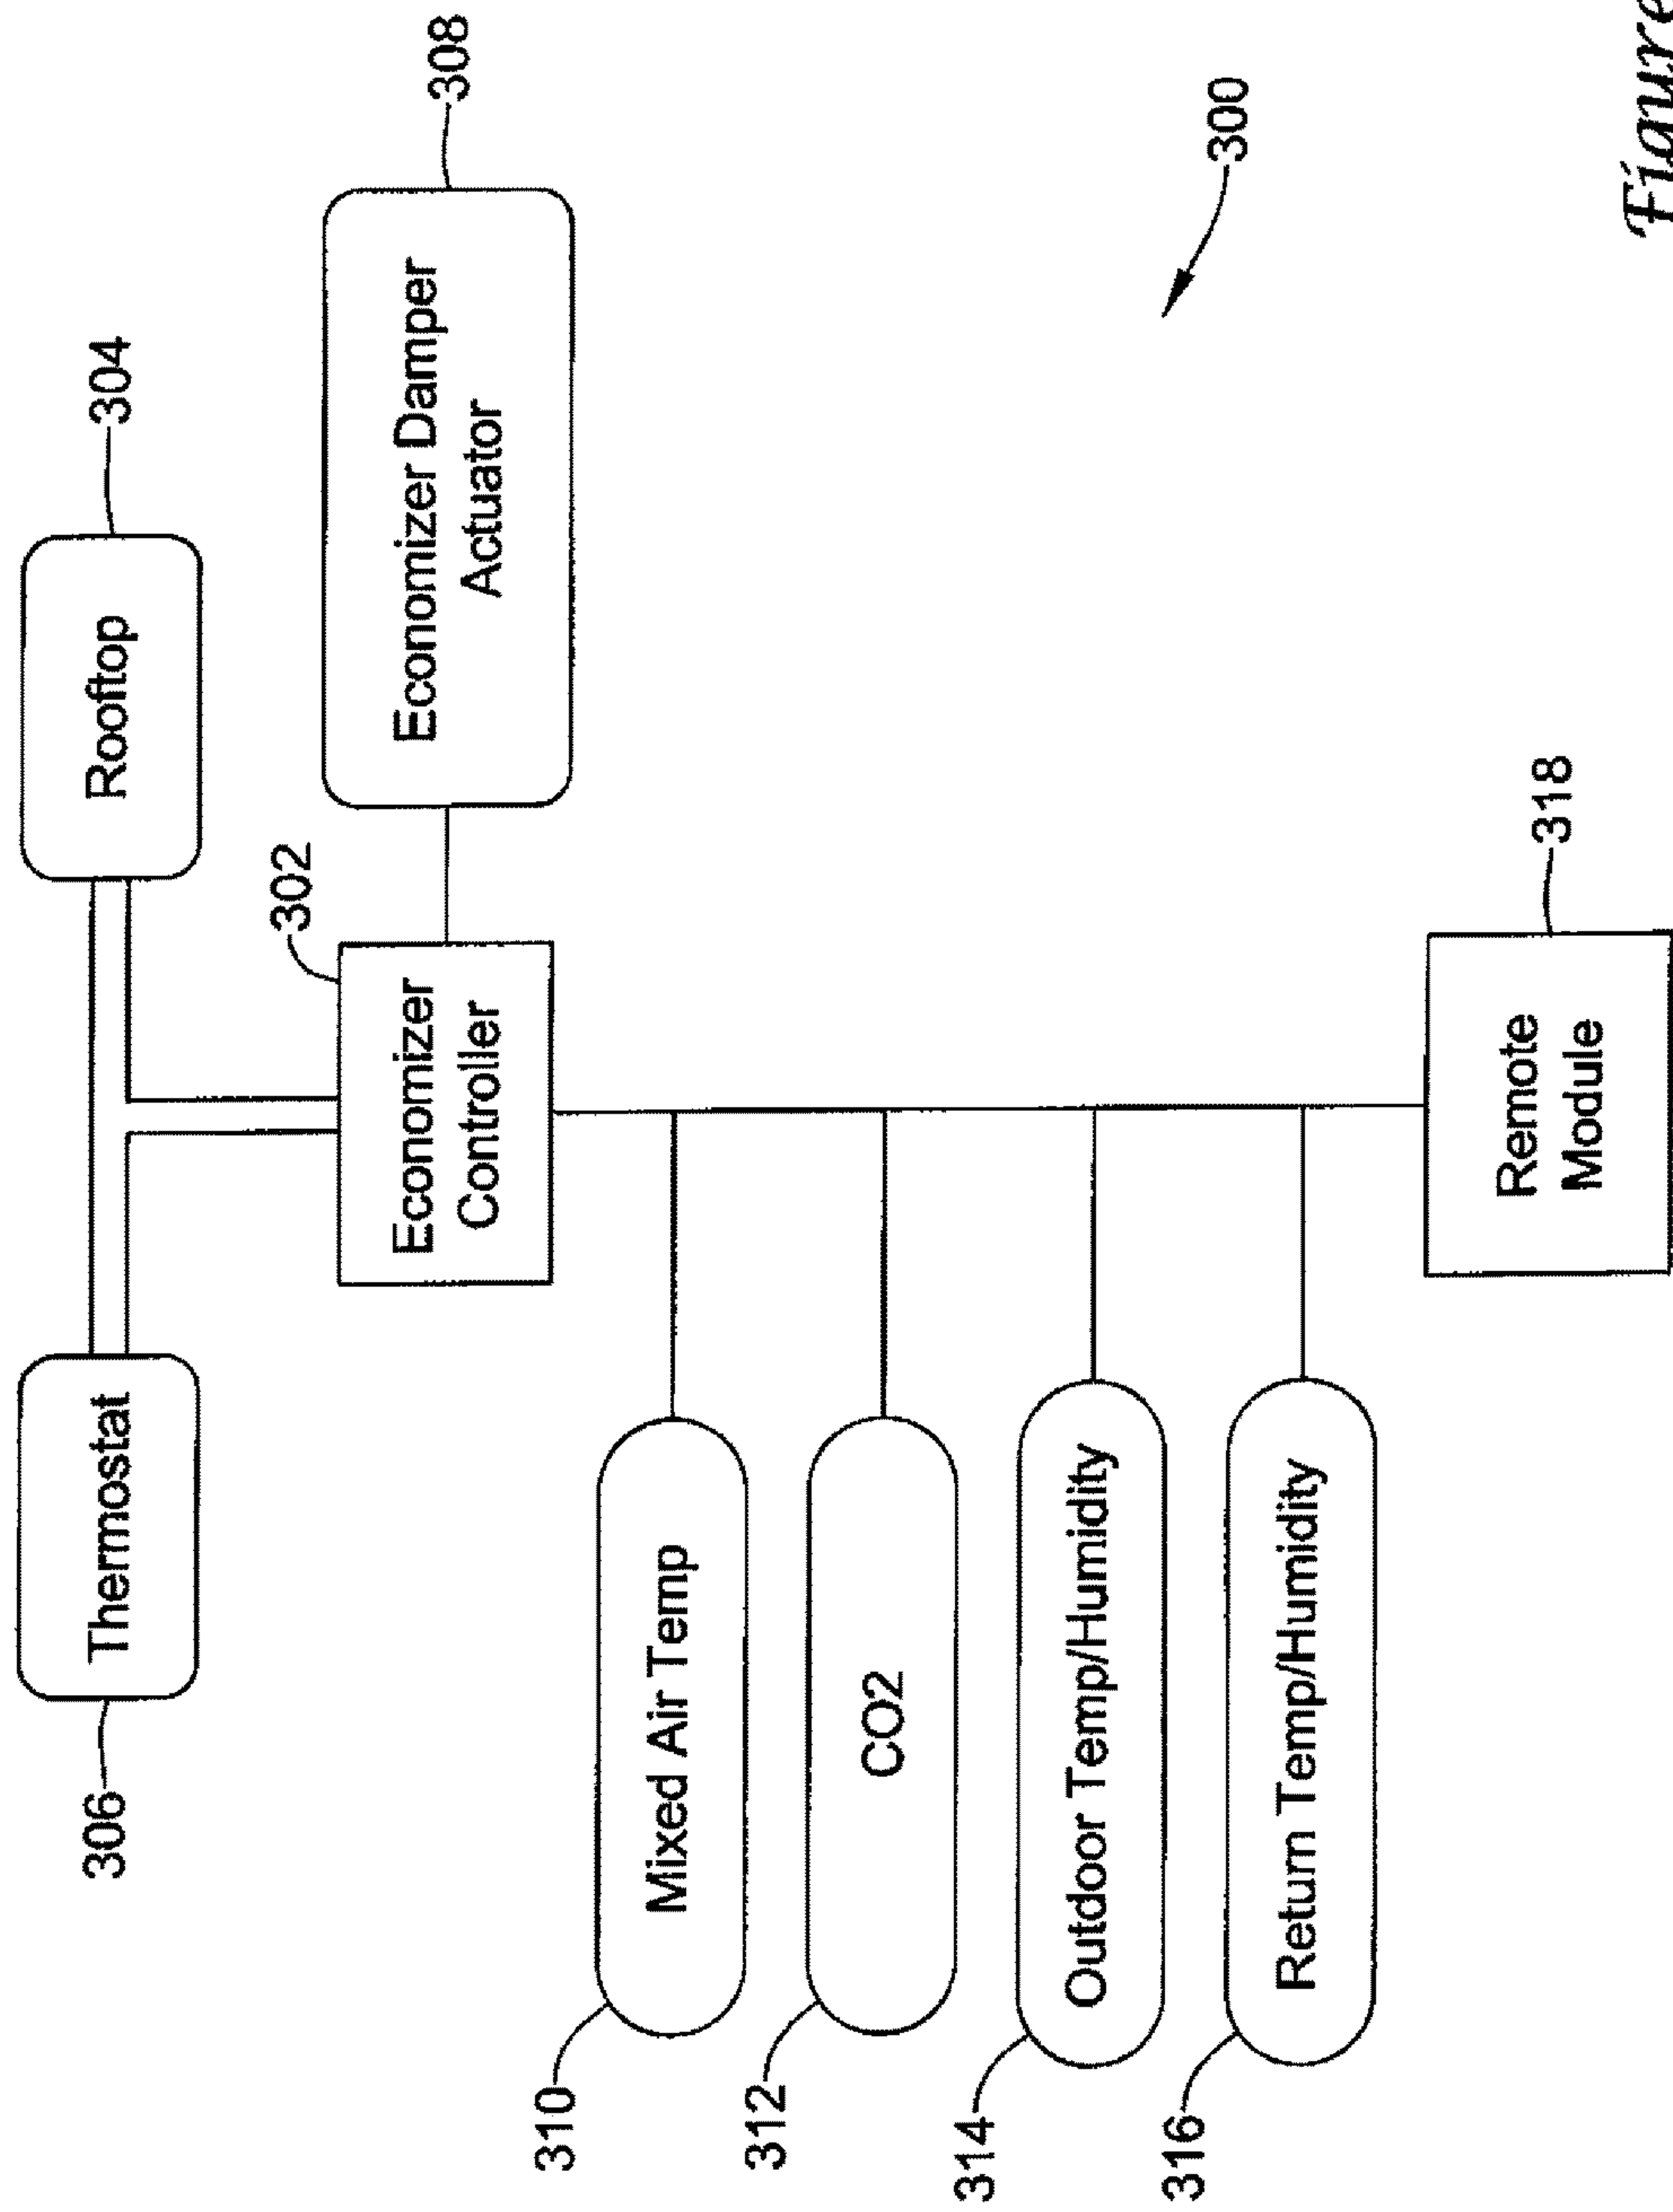 306
Thermostat
Rooftop
304
302
Economizer
Controller
Economizer Damper
Actuator
308
310
Mixed Air Temp
312
CO2
314
Outdoor Temp/Humidity
316
Return Temp/Humidity
Remote
Module
318
300
Figure